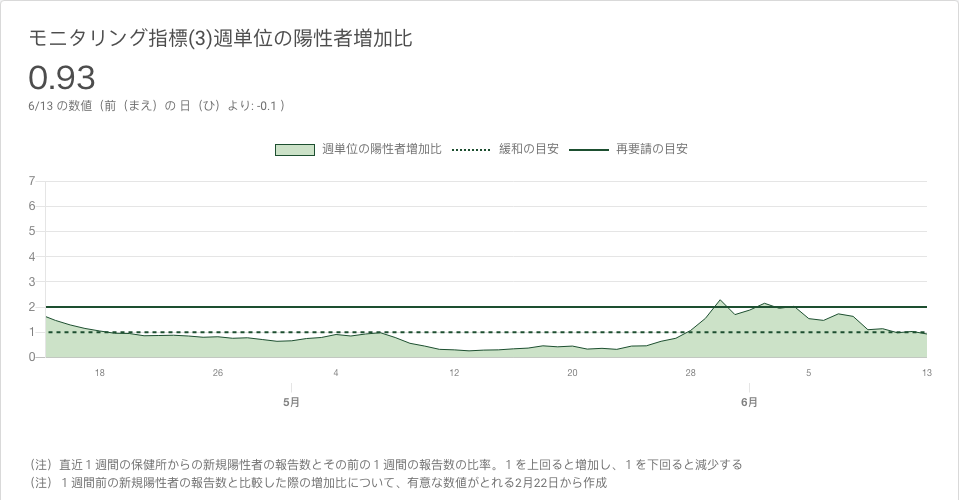 モニタリング指標(3)週単位の陽性者増加比
0.93
6/13 の数値（前（まえ）の 日（ひ）より: -0.1 ）
週単位の陽性者増加比 緩和の目安 再要請の目安
7
6
5
4
3
2
1
0
18 26 4 12 20 28 5 13
5月 6月
（注）直近１週間の保健所からの新規陽性者の報告数とその前の１週間の報告数の比率。１を上回ると増加し、１を下回ると減少する
（注）１週間前の新規陽性者の報告数と比較した際の増加比について、有意な数値がとれる2月22日から作成